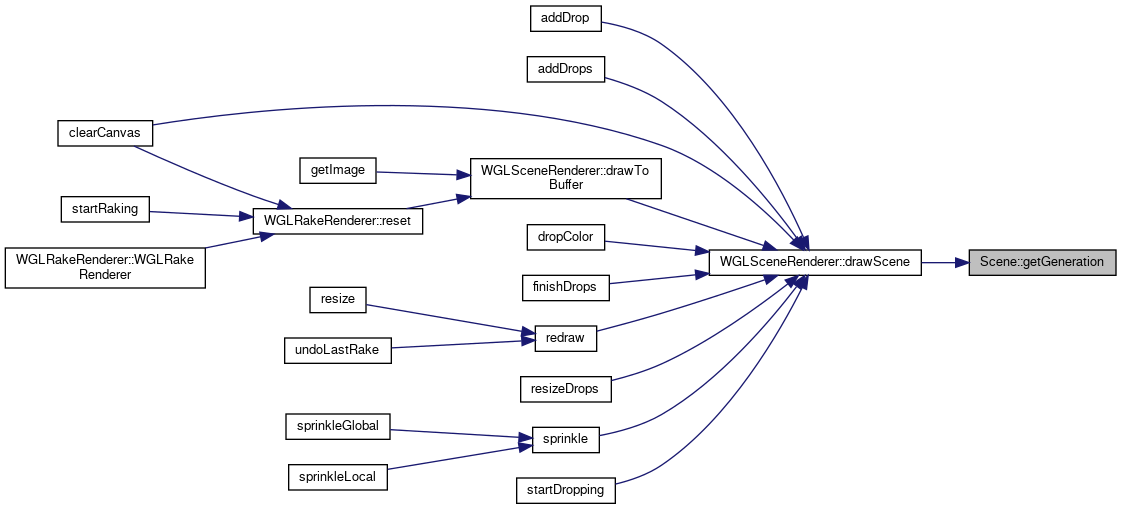 addDrop
addDrops
clearCanvas
getImage
WGLSceneRenderer::drawTo
Buffer
startRaking
WGLRakeRenderer::reset
dropColor
WGLRakeRenderer::WGLRake
Renderer
WGLSceneRenderer::drawScene
Scene::getGeneration
finishDrops
resize
redraw
undoLastRake
resizeDrops
sprinkleGlobal
sprinkle
sprinkleLocal
startDropping